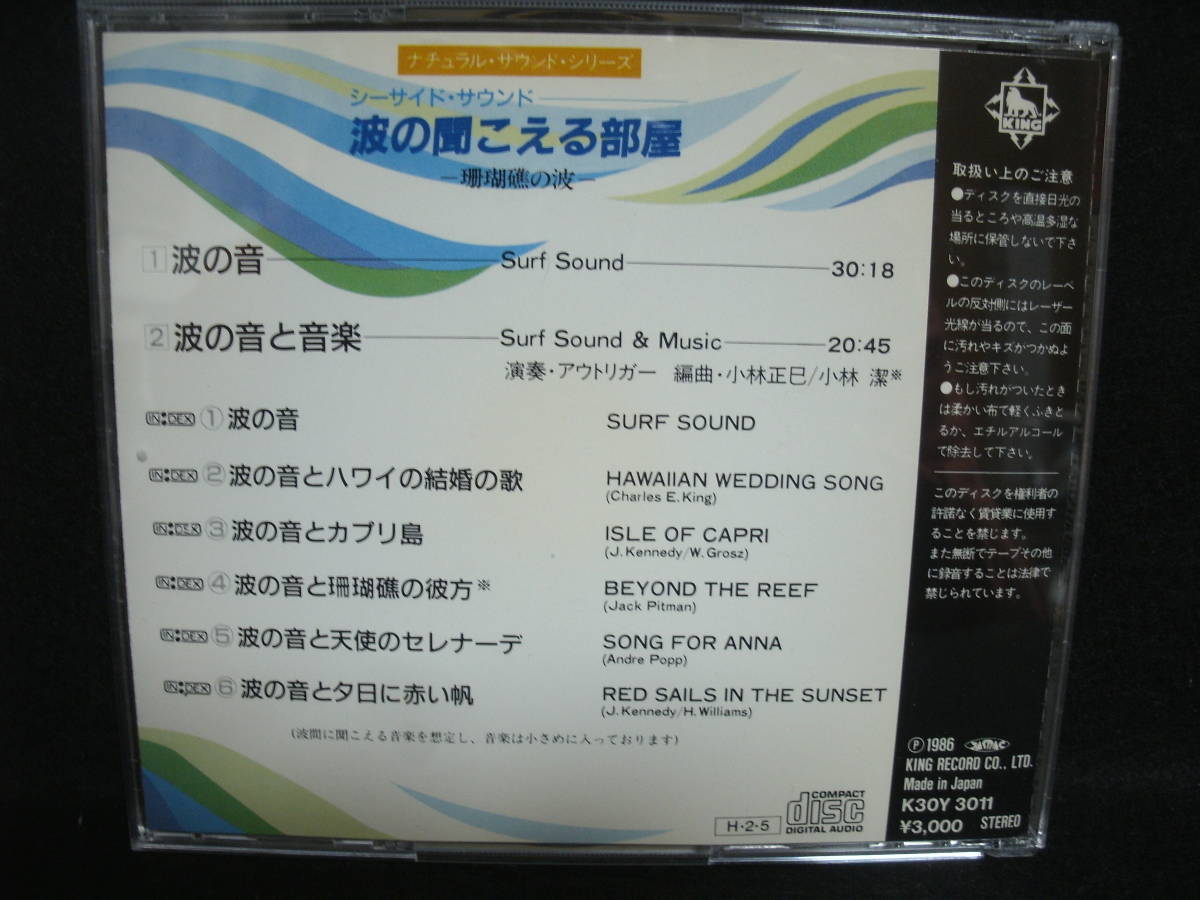 ナチュラル・サウンド・シリーズ
シーサイド・サウンド
波の聞こえる部屋
−珊瑚礁の波−
1 波の音 Surf Sound 30:18
2 波の音と音楽 Surf Sound & Music 20:45
演奏・アウトリガー 編曲・小林正巳/小林 潔※
INDEX ① 波の音 SURF SOUND
INDEX ② 波の音とハワイの結婚の歌 HAWAIIAN WEDDING SONG
(Charles E. King)
INDEX ③ 波の音とカプリ島 ISLE OF CAPRI
(J. Kennedy/W. Grosz)
INDEX ④ 波の音と珊瑚礁の彼方※ BEYOND THE REEF
(Jack Pitman)
INDEX ⑤ 波の音と天使のセレナーデ SONG FOR ANNA
(Andre Popp)
INDEX ⑥ 波の音と夕日に赤い帆 RED SAILS IN THE SUNSET
(J. Kennedy/H. Williams)
(波間に聞こえる音楽を想定し、音楽は小さめに入っております)
H・2・5
COMPACT
disc
DIGITAL AUDIO
KING
取扱い上のご注意
●ディスクを直接日光の
当るところや高温多湿な
場所に保管しないで下さ
い。
●このディスクのレーベ
ルの反対側にはレーザー
光線が当るので、この面
に汚れやキズがつかぬよ
うご注意下さい。
●もし汚れがついたとき
は柔かい布で軽くふきと
るか、エチルアルコール
で除去して下さい。
このディスクを権利者の
許諾なく賃貸業に使用す
ることを禁じます。
また無断でテープその他
に録音することは法律で
禁じられています。
Ⓟ1986 JASRAC
KING RECORD CO., LTD.
Made in Japan
K30Y 3011
¥3,000 STEREO